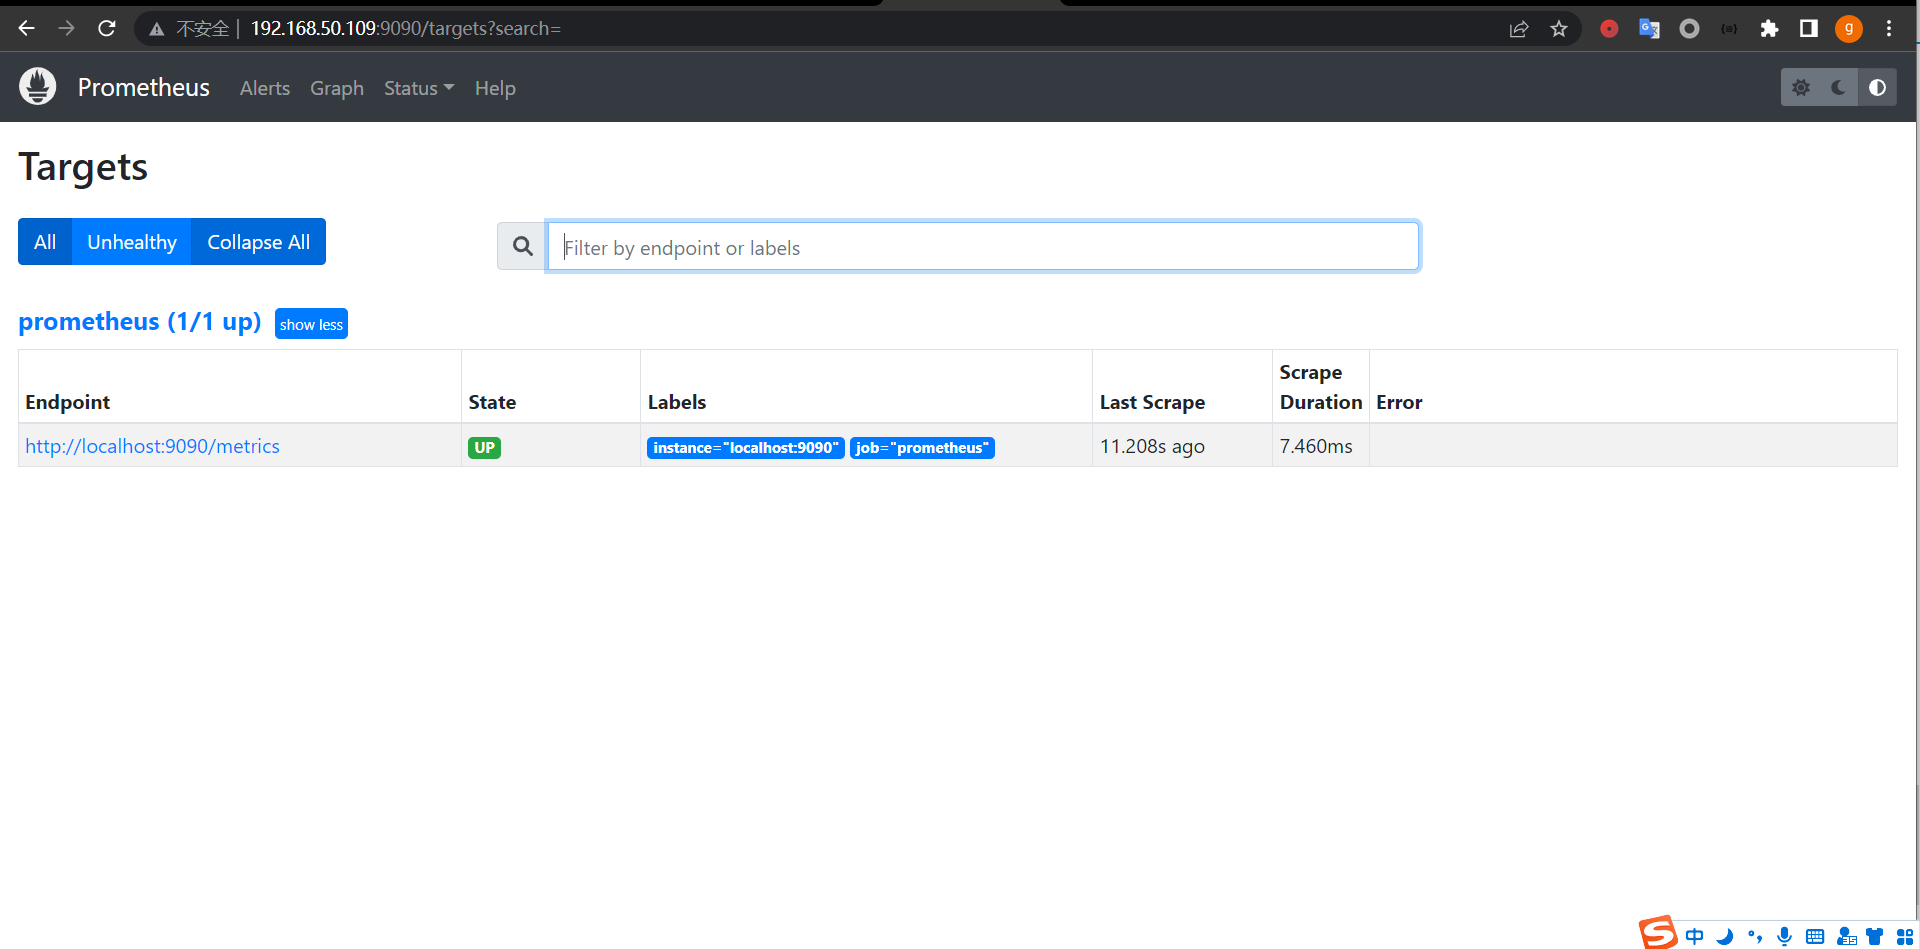 不安全 192.168.50.109:9090/targets?search=
g
Prometheus Alerts Graph Status Help
Targets
All Unhealthy Collapse All
Filter by endpoint or labels
prometheus (1/1 up) show less
Endpoint State Labels Last Scrape Scrape Duration Error
http://localhost:9090/metrics UP instance="localhost:9090" job="prometheus" 11.208s ago 7.460ms
S 中